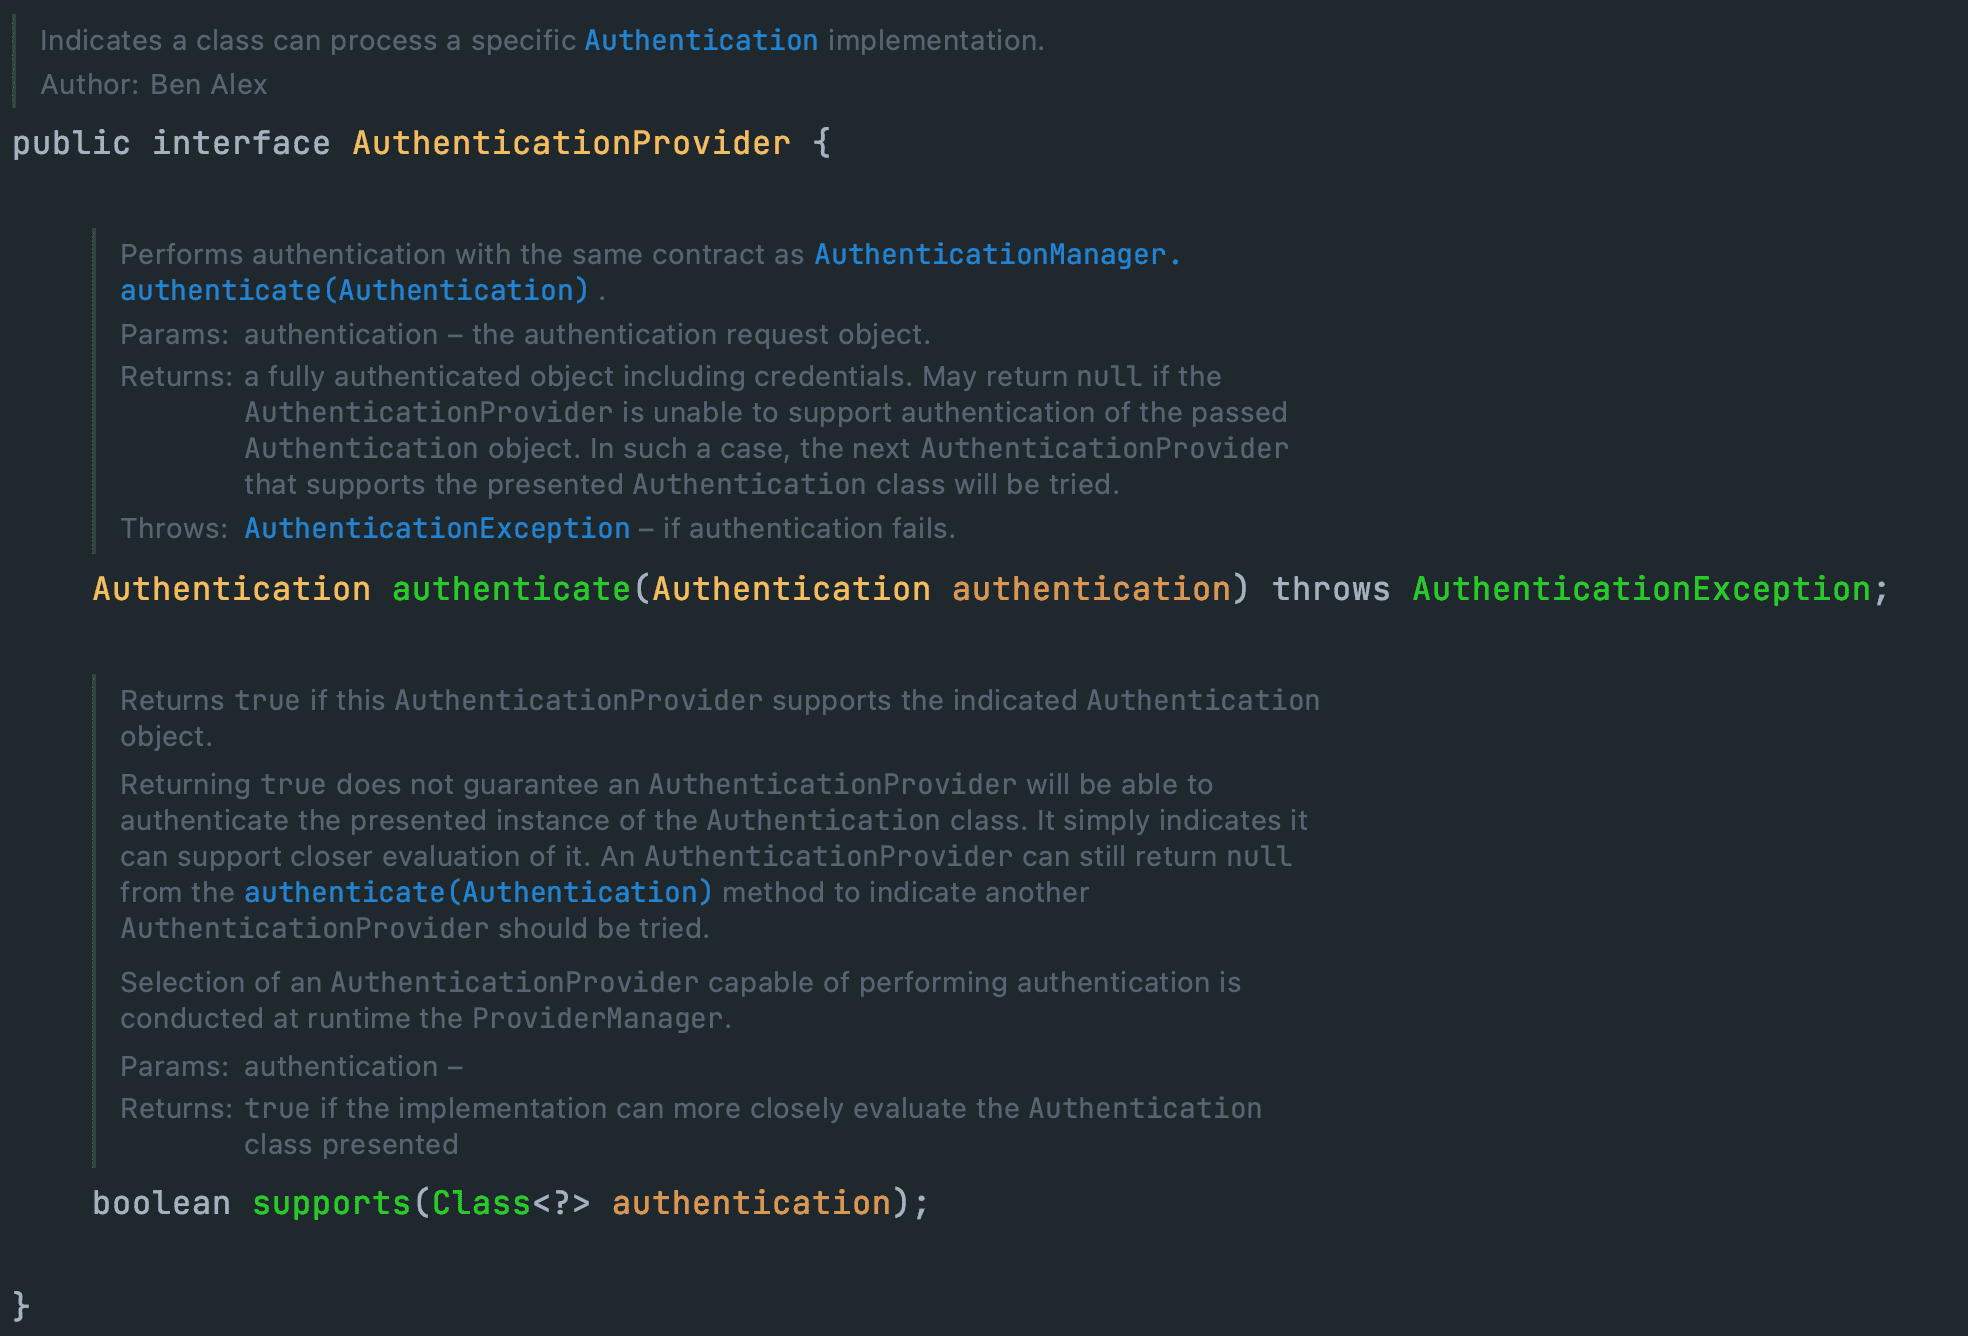 Indicates a class can process a specific Authentication implementation.
Author: Ben Alex
public interface AuthenticationProvider {
Performs authentication with the same contract as AuthenticationManager.
authenticate(Authentication) .
Params: authentication – the authentication request object.
Returns: a fully authenticated object including credentials. May return null if the
AuthenticationProvider is unable to support authentication of the passed
Authentication object. In such a case, the next AuthenticationProvider
that supports the presented Authentication class will be tried.
Throws: AuthenticationException – if authentication fails.
Authentication authenticate(Authentication authentication) throws AuthenticationException;
Returns true if this AuthenticationProvider supports the indicated Authentication
object.
Returning true does not guarantee an AuthenticationProvider will be able to
authenticate the presented instance of the Authentication class. It simply indicates it
can support closer evaluation of it. An AuthenticationProvider can still return null
from the authenticate(Authentication) method to indicate another
AuthenticationProvider should be tried.
Selection of an AuthenticationProvider capable of performing authentication is
conducted at runtime the ProviderManager.
Params: authentication –
Returns: true if the implementation can more closely evaluate the Authentication
class presented
boolean supports(Class<?> authentication);
}